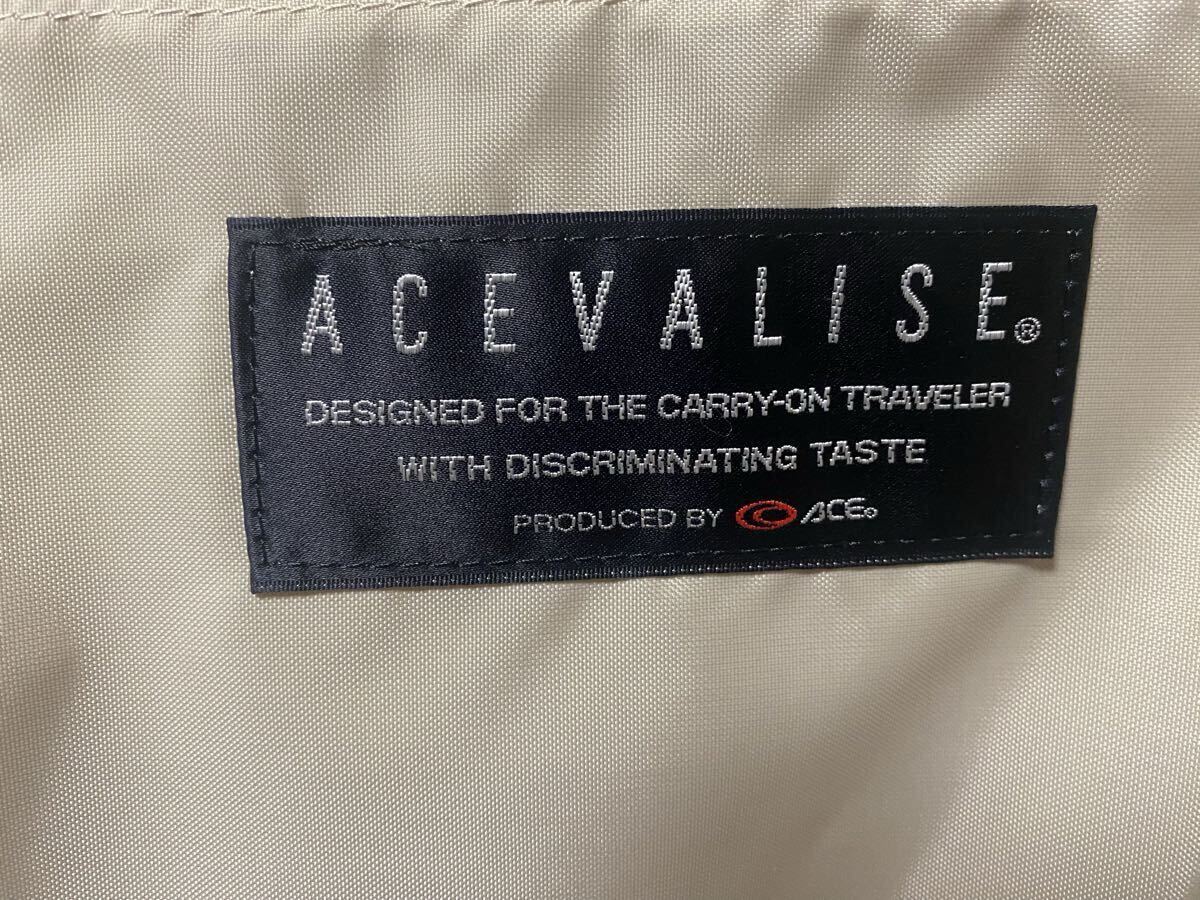 ACEVALISE®
DESIGNED FOR THE CARRY-ON TRAVELER
WITH DISCRIMINATING TASTE
PRODUCED BY ACE®